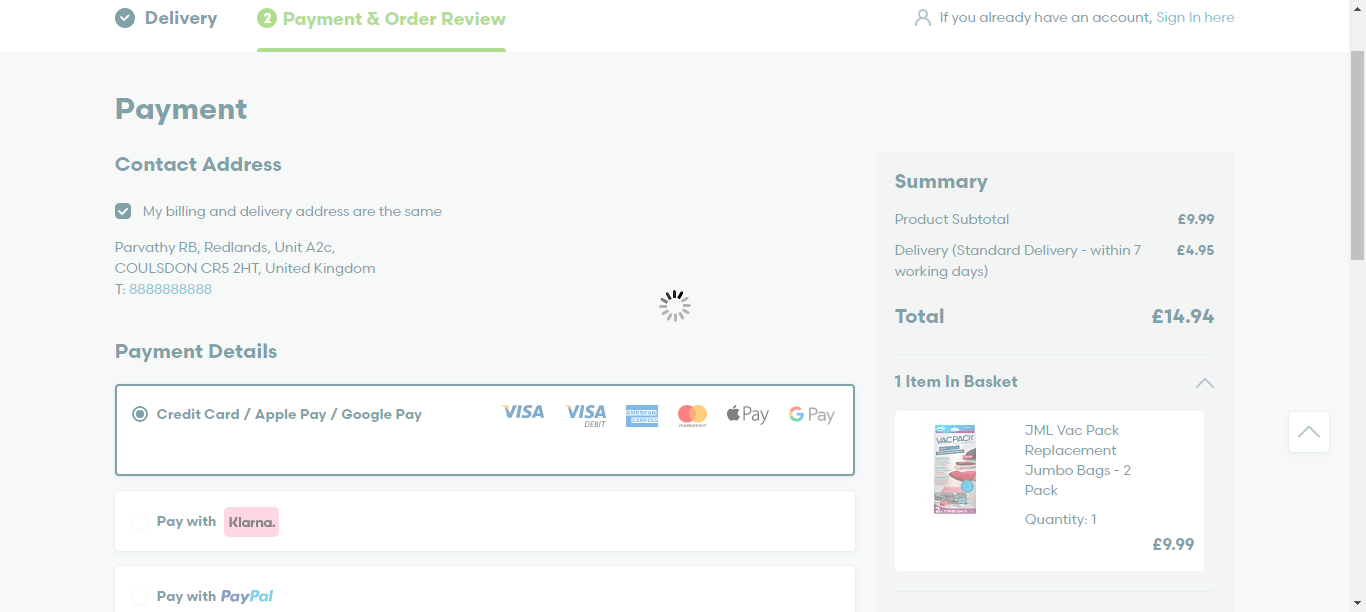 Delivery
2 Payment & Order Review
If you already have an account, Sign In here
Payment
Contact Address
My billing and delivery address are the same
Parvathy RB, Redlands, Unit A2c,
COULSDON CR5 2HT, United Kingdom
T: 8888888888
Payment Details
Credit Card / Apple Pay / Google Pay
VISA
VISA
DEBIT
AMERICAN
EXPRESS
mastercard
Pay
G Pay
Pay with Klarna.
Pay with PayPal
Summary
Product Subtotal £9.99
Delivery (Standard Delivery - within 7 £4.95
working days)
Total £14.94
1 Item In Basket
VACPACK
JML Vac Pack
Replacement
Jumbo Bags - 2
Pack
Quantity: 1
£9.99